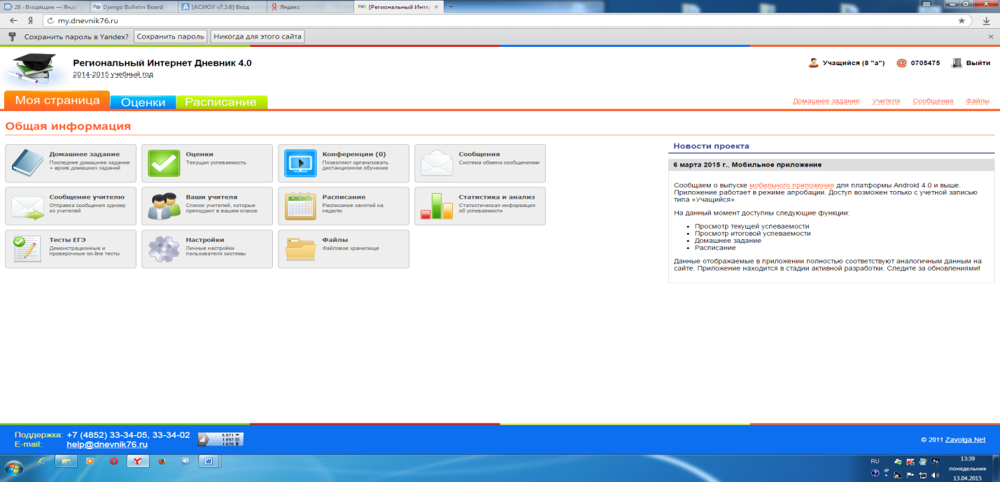 28 - Входящие — Янд
Django Bulletin Board
[АСИОУ v7.3.6] Вход
Яндекс
[Региональный Интер
my.dnevnik76.ru
Сохранить пароль в Yandex?
Сохранить пароль
Никогда для этого сайта
Региональный Интернет Дневник 4.0
2014-2015 учебный год
Учащийся (8 "а")
0705475
Выйти
Моя страница
Оценки
Расписание
Домашнее задание
Учителя
Сообщения
Файлы
Общая информация
Домашнее задание
Последнее домашнее задание
+ архив домашних заданий
Оценки
Текущая успеваемость
Конференции (0)
Позволяют организовать
дистанционное обучение
Сообщения
Система обмена сообщениями
Сообщение учителю
Отправка сообщения одному
из учителей
Ваши учителя
Список учителей, которые
преподают в вашем классе
Расписание
Расписание занятий на
неделю
Статистика и анализ
Статистическая информация
об успеваемости
Тесты ЕГЭ
Демонстрационные и
проверочные on-line тесты
Настройки
Личные настройки
пользователя системы
Файлы
Файловое хранилище
Новости проекта
6 марта 2015 г., Мобильное приложение
Сообщаем о выпуске мобильного приложения для платформы Android 4.0 и выше.
Приложение работает в режиме апробации. Доступ возможен только с учетной записью
типа «Учащийся»
На данный момент доступны следующие функции:
Просмотр текущей успеваемости
Просмотр итоговой успеваемости
Домашнее задание
Расписание
Данные отображаемые в приложении полностью соответствуют аналогичным данным на
сайте. Приложение находится в стадии активной разработки. Следите за обновлениями!
Поддержка: +7 (4852) 33-34-05, 33-34-02
E-mail: help@dnevnik76.ru
© 2011 Zavolga.Net
RU
13:39
понедельник
13.04.2015